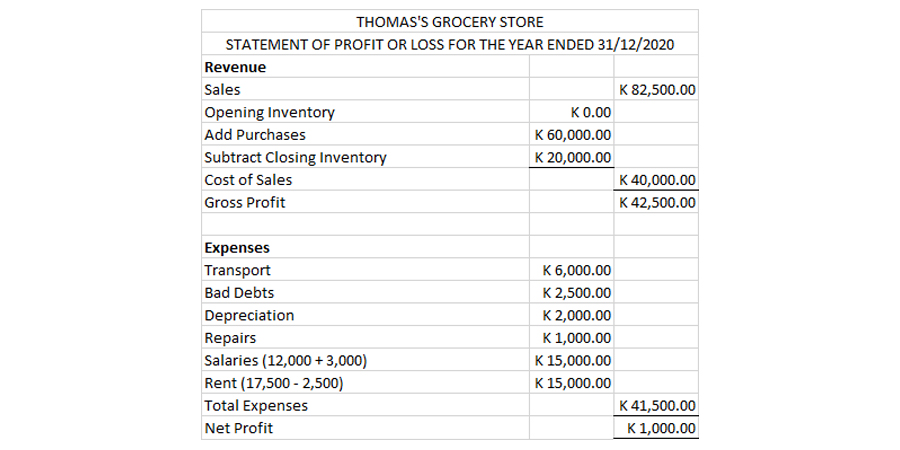 THOMAS'S GROCERY STORE
STATEMENT OF PROFIT OR LOSS FOR THE YEAR ENDED 31/12/2020
Revenue
Sales K 82,500.00
Opening Inventory K 0.00
Add Purchases K 60,000.00
Subtract Closing Inventory K 20,000.00
Cost of Sales K 40,000.00
Gross Profit K 42,500.00
Expenses
Transport K 6,000.00
Bad Debts K 2,500.00
Depreciation K 2,000.00
Repairs K 1,000.00
Salaries (12,000 + 3,000) K 15,000.00
Rent (17,500 - 2,500) K 15,000.00
Total Expenses K 41,500.00
Net Profit K 1,000.00